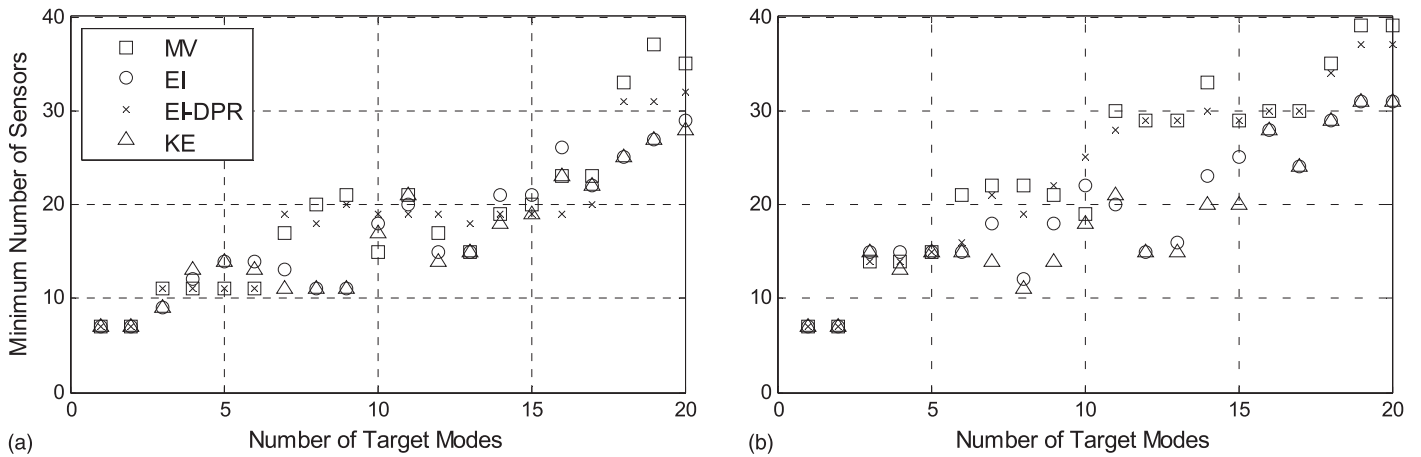 40
30
20
10
0
Minimum Number of Sensors
MV
EI
EI-DPR
KE
0 5 10 15 20
(a) Number of Target Modes
40
30
20
10
0
0 5 10 15 20
(b) Number of Target Modes